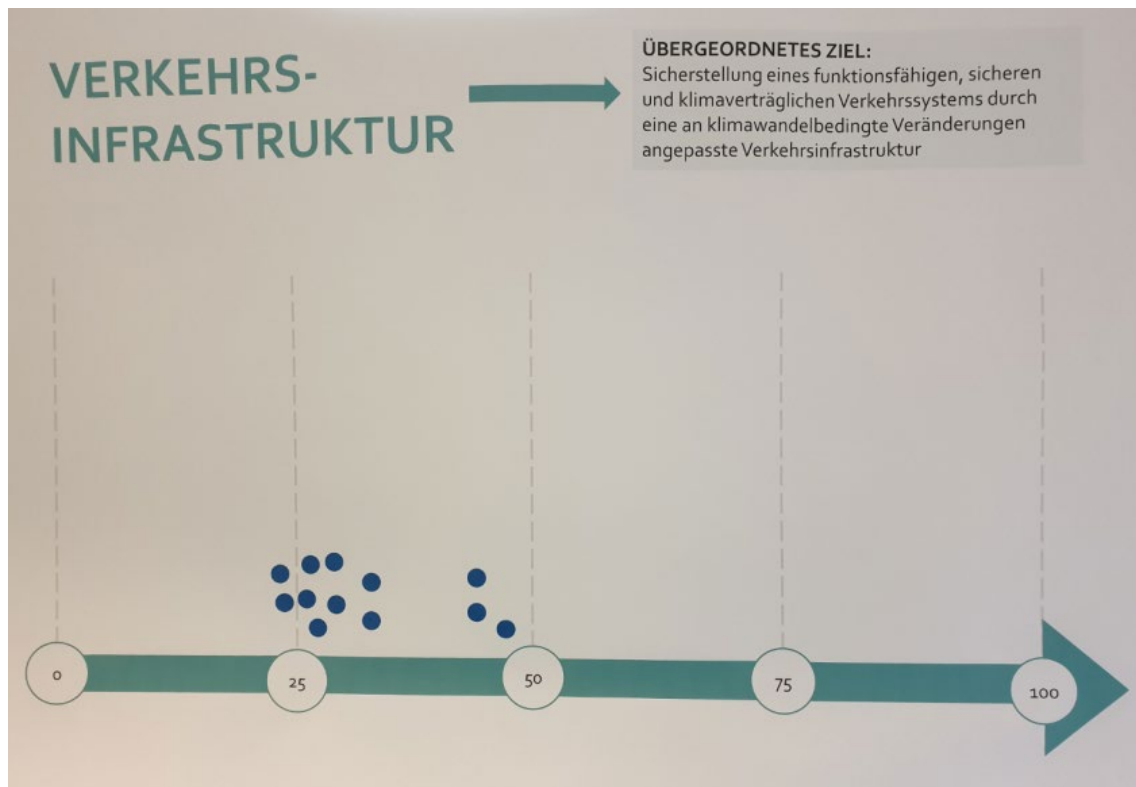 VERKEHRS-
INFRASTRUKTUR
ÜBERGEORDNETES ZIEL:
Sicherstellung eines funktionsfähigen, sicheren
und klimaverträglichen Verkehrssystems durch
eine an klimawandelbedingte Veränderungen
angepasste Verkehrsinfrastruktur
0
25
50
75
100